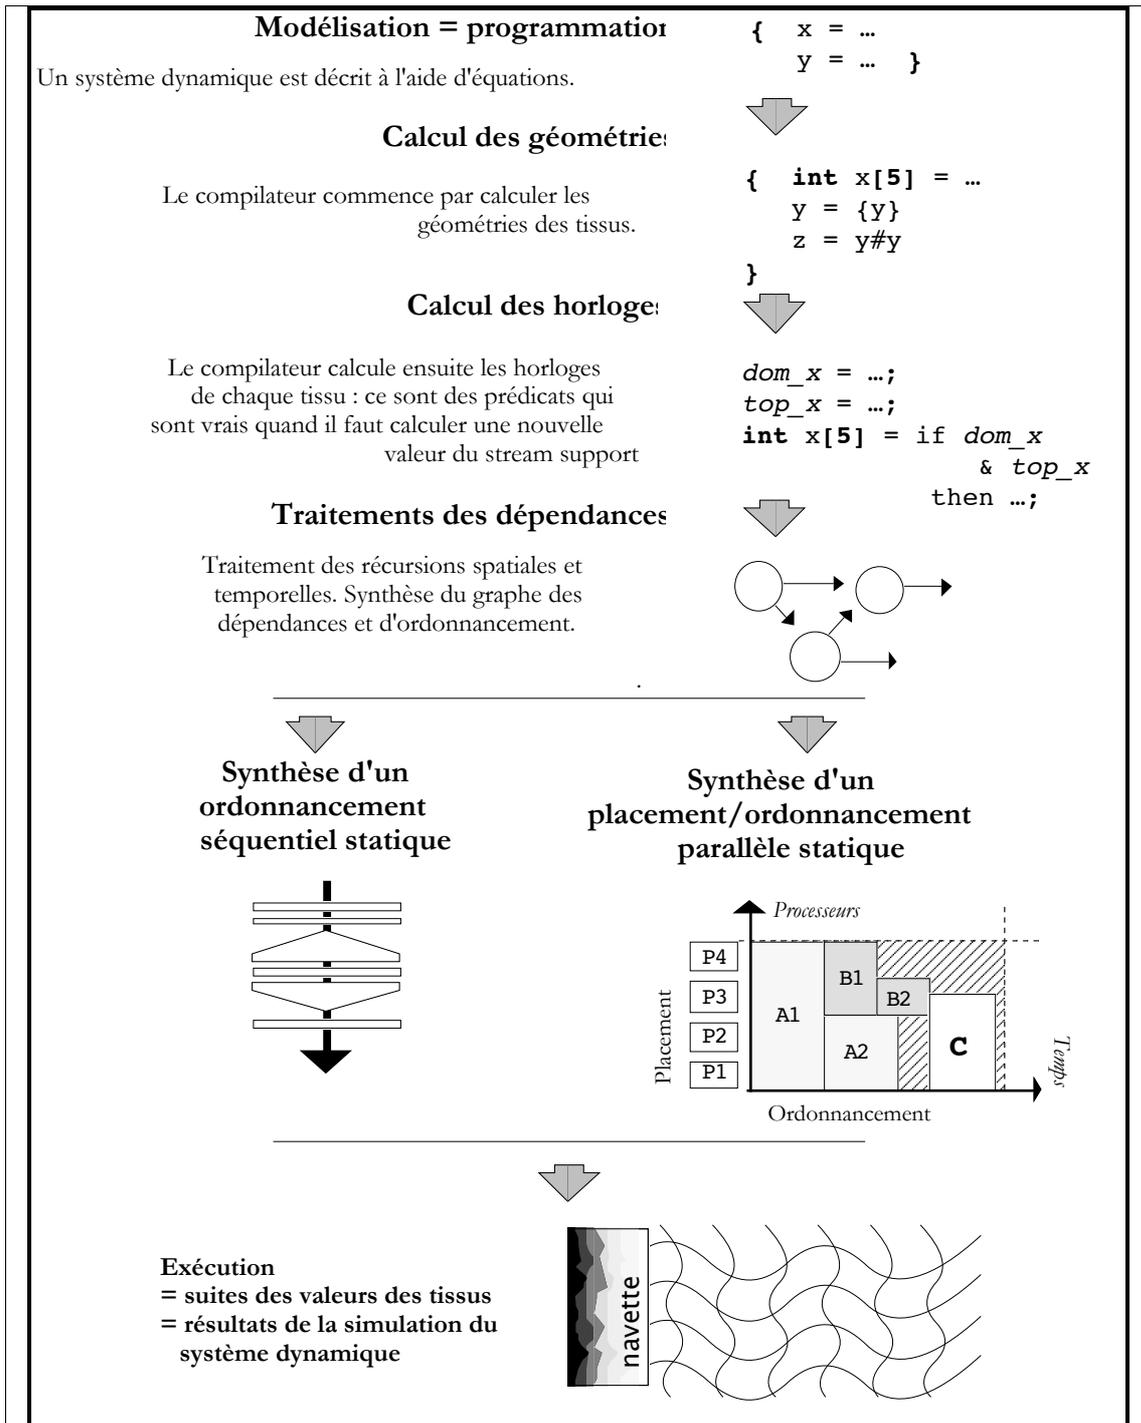 Modélisation = programmation
{ x = …
y = … }
Un système dynamique est décrit à l'aide d'équations.
Calcul des géométries
Le compilateur commence par calculer les
géométries des tissus.
{ int x[5] = …
y = {y}
z = y#y
}
Calcul des horloges
Le compilateur calcule ensuite les horloges
de chaque tissu : ce sont des prédicats qui
sont vrais quand il faut calculer une nouvelle
valeur du stream support
dom_x = …;
top_x = …;
int x[5] = if dom_x
& top_x
then …;
Traitements des dépendances
Traitement des récursions spatiales et
temporelles. Synthèse du graphe des
dépendances et d'ordonnancement.
.
Synthèse d'un
ordonnancement
séquentiel statique
Synthèse d'un
placement/ordonnancement
parallèle statique
Processeurs
Placement
P4
P3
P2
P1
A1
B1
B2
A2
C
Temps
Ordonnancement
Exécution
= suites des valeurs des tissus
= résultats de la simulation du
système dynamique
navette